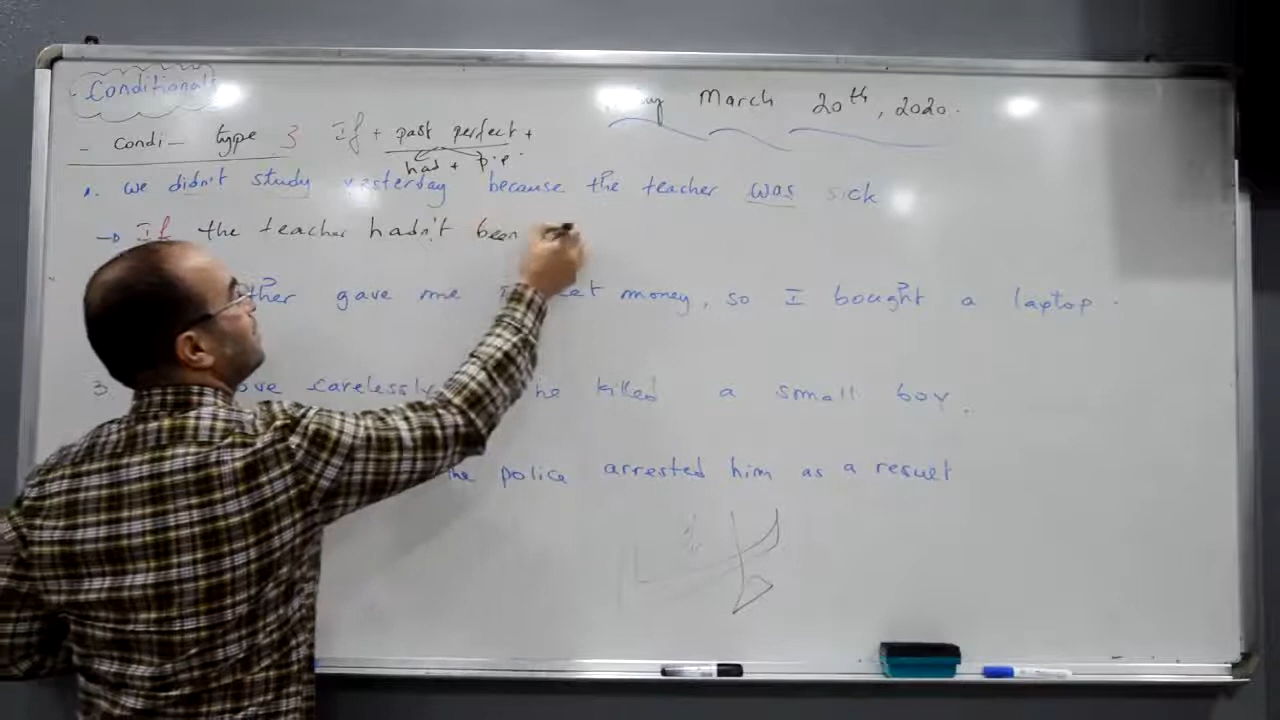 Conditionals
March 20th, 2020.
- Condi- type 3 If + past perfect +
had + p.p.
1. we didn't study yesterday because the teacher was sick
→ If the teacher hadn't been
gave me money, so I bought a laptop.
3. carelessly he killed a small boy.
the police arrested him as a result